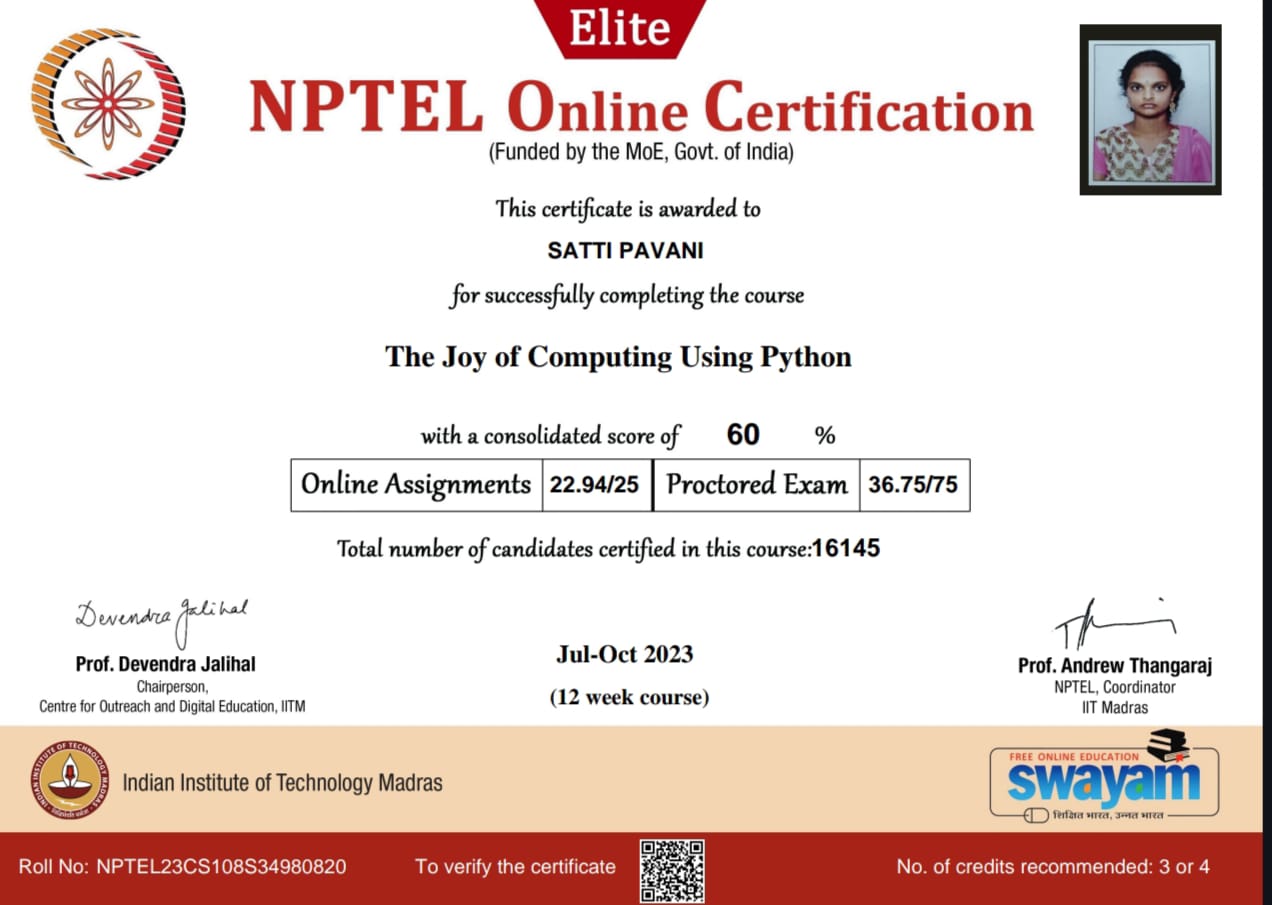 Elite
NPTEL Online Certification
(Funded by the MoE, Govt. of India)
This certificate is awarded to
SATTI PAVANI
for successfully completing the course
The Joy of Computing Using Python
with a consolidated score of 60 %
Online Assignments 22.94/25 Proctored Exam 36.75/75
Total number of candidates certified in this course:16145
Devendra Jalihal
Prof. Devendra Jalihal
Chairperson,
Centre for Outreach and Digital Education, IITM
Jul-Oct 2023
(12 week course)
Prof. Andrew Thangaraj
NPTEL, Coordinator
IIT Madras
INDIAN INSTITUTE OF TECHNOLOGY MADRAS
Indian Institute of Technology Madras
FREE ONLINE EDUCATION
swayam
शिक्षित भारत, उन्नत भारत
Roll No: NPTEL23CS108S34980820
To verify the certificate
No. of credits recommended: 3 or 4